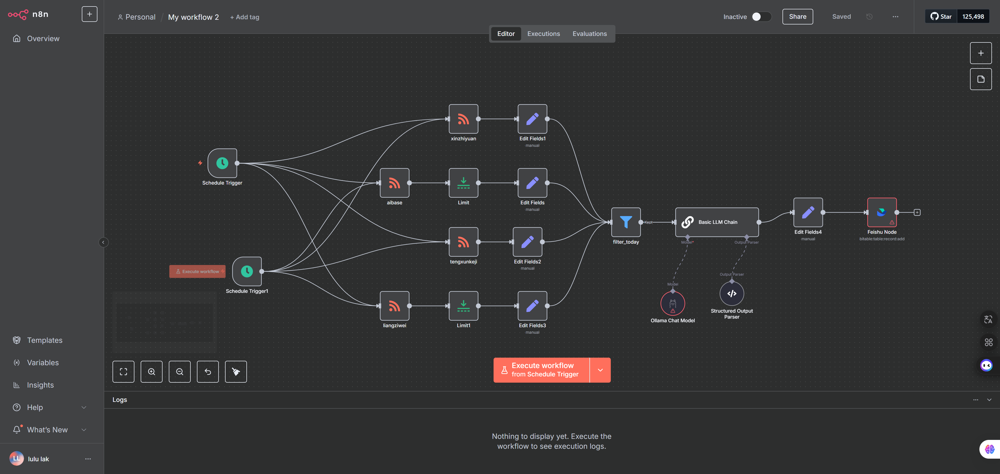 n8n
Personal / My workflow 2 + Add tag
Inactive
Share
Saved
Star 125,498
Editor Executions Evaluations
Overview
xinzhiyuan
Edit Fields1
manual
Schedule Trigger
aibase
Limit
Edit Fields
manual
filter_today
Kept
Basic LLM Chain
Model*
Output Parser
Edit Fields4
manual
Feishu Node
bitable:table:record:add
tengxunkeji
Edit Fields2
manual
Execute workflow
Schedule Trigger1
Model
Ollama Chat Model
Output Parser
Structured Output
Parser
liangziwei
Limit1
Edit Fields3
manual
Templates
Variables
Insights
Help
What's New
LL lulu lak
Execute workflow
from Schedule Trigger
Logs
Nothing to display yet. Execute the
workflow to see execution logs.